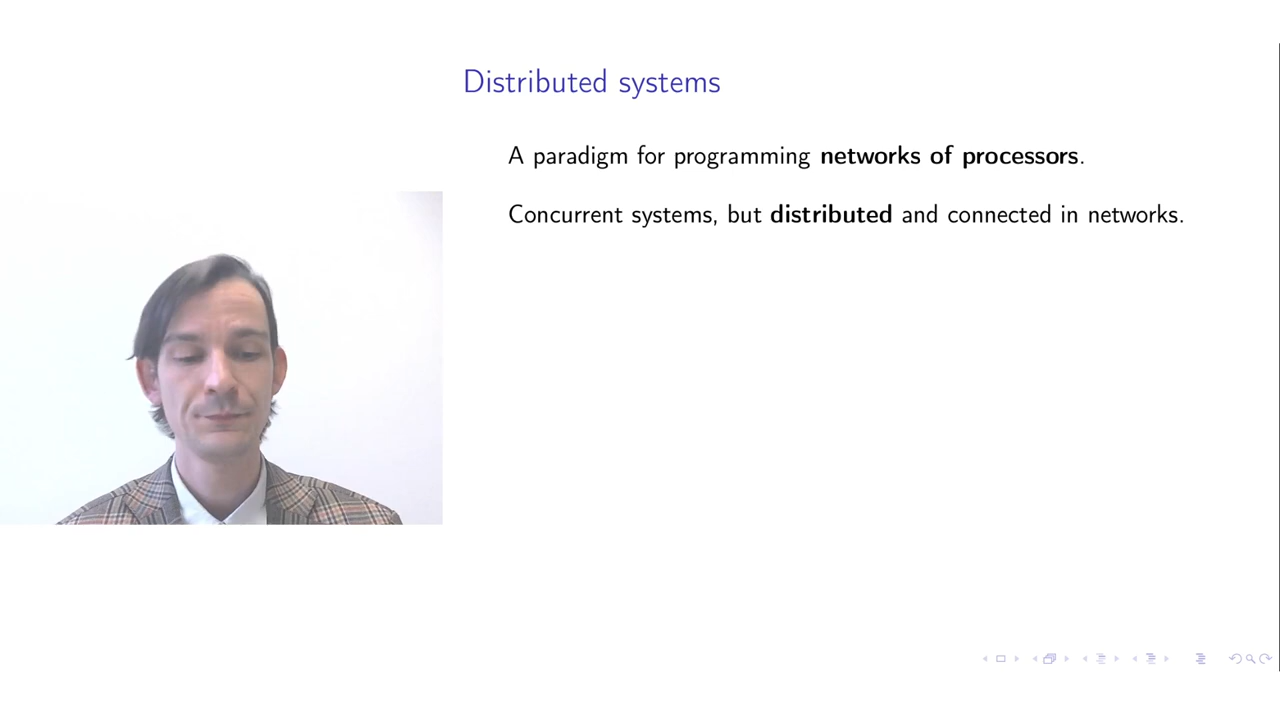 Distributed systems
A paradigm for programming networks of processors.
Concurrent systems, but distributed and connected in networks.